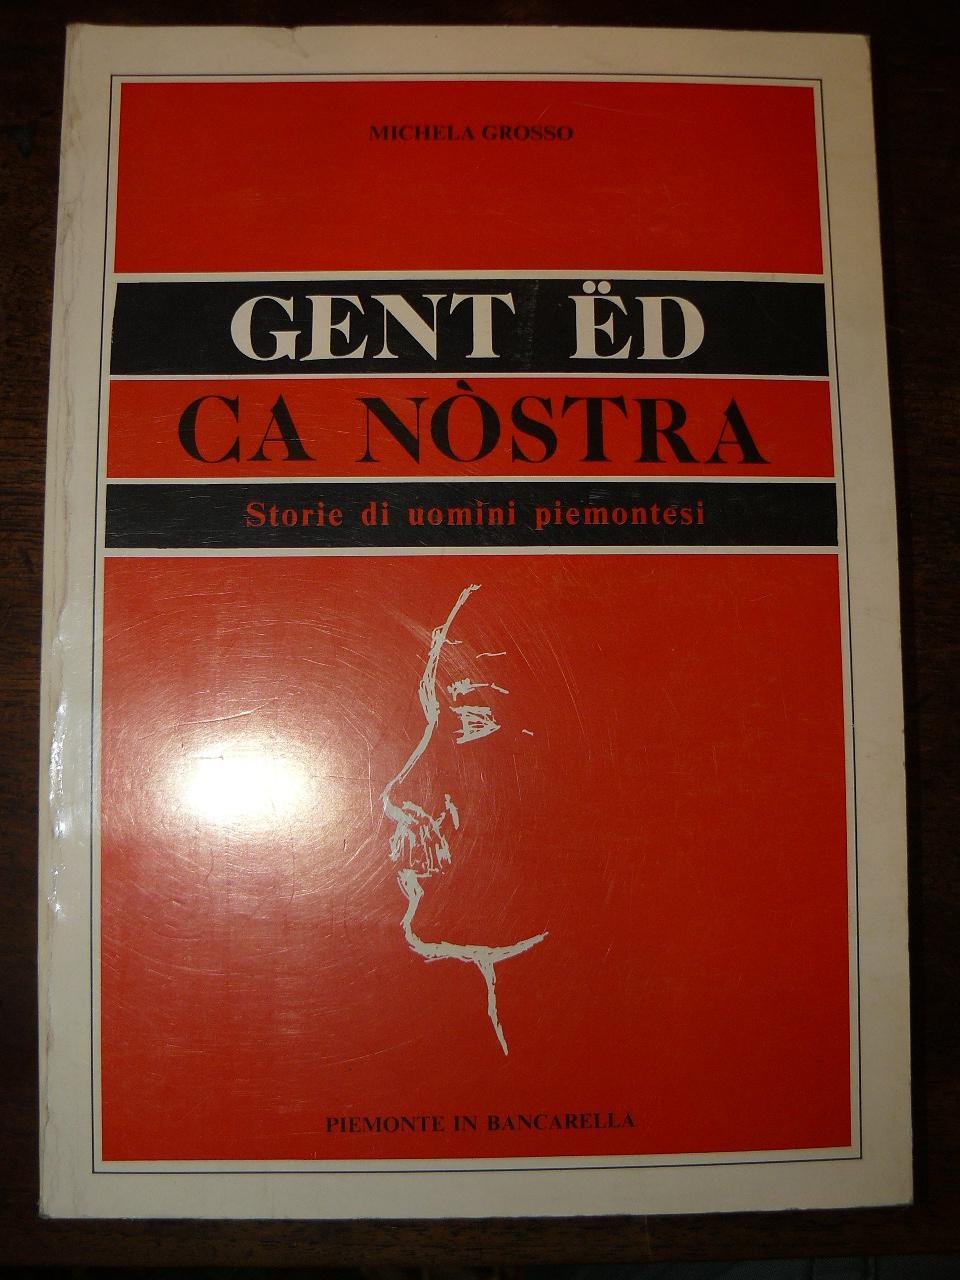 MICHELA GROSSO
GENT ËD
CA NÒSTRA
Storie di uomini piemontesi
PIEMONTE IN BANCARELLA